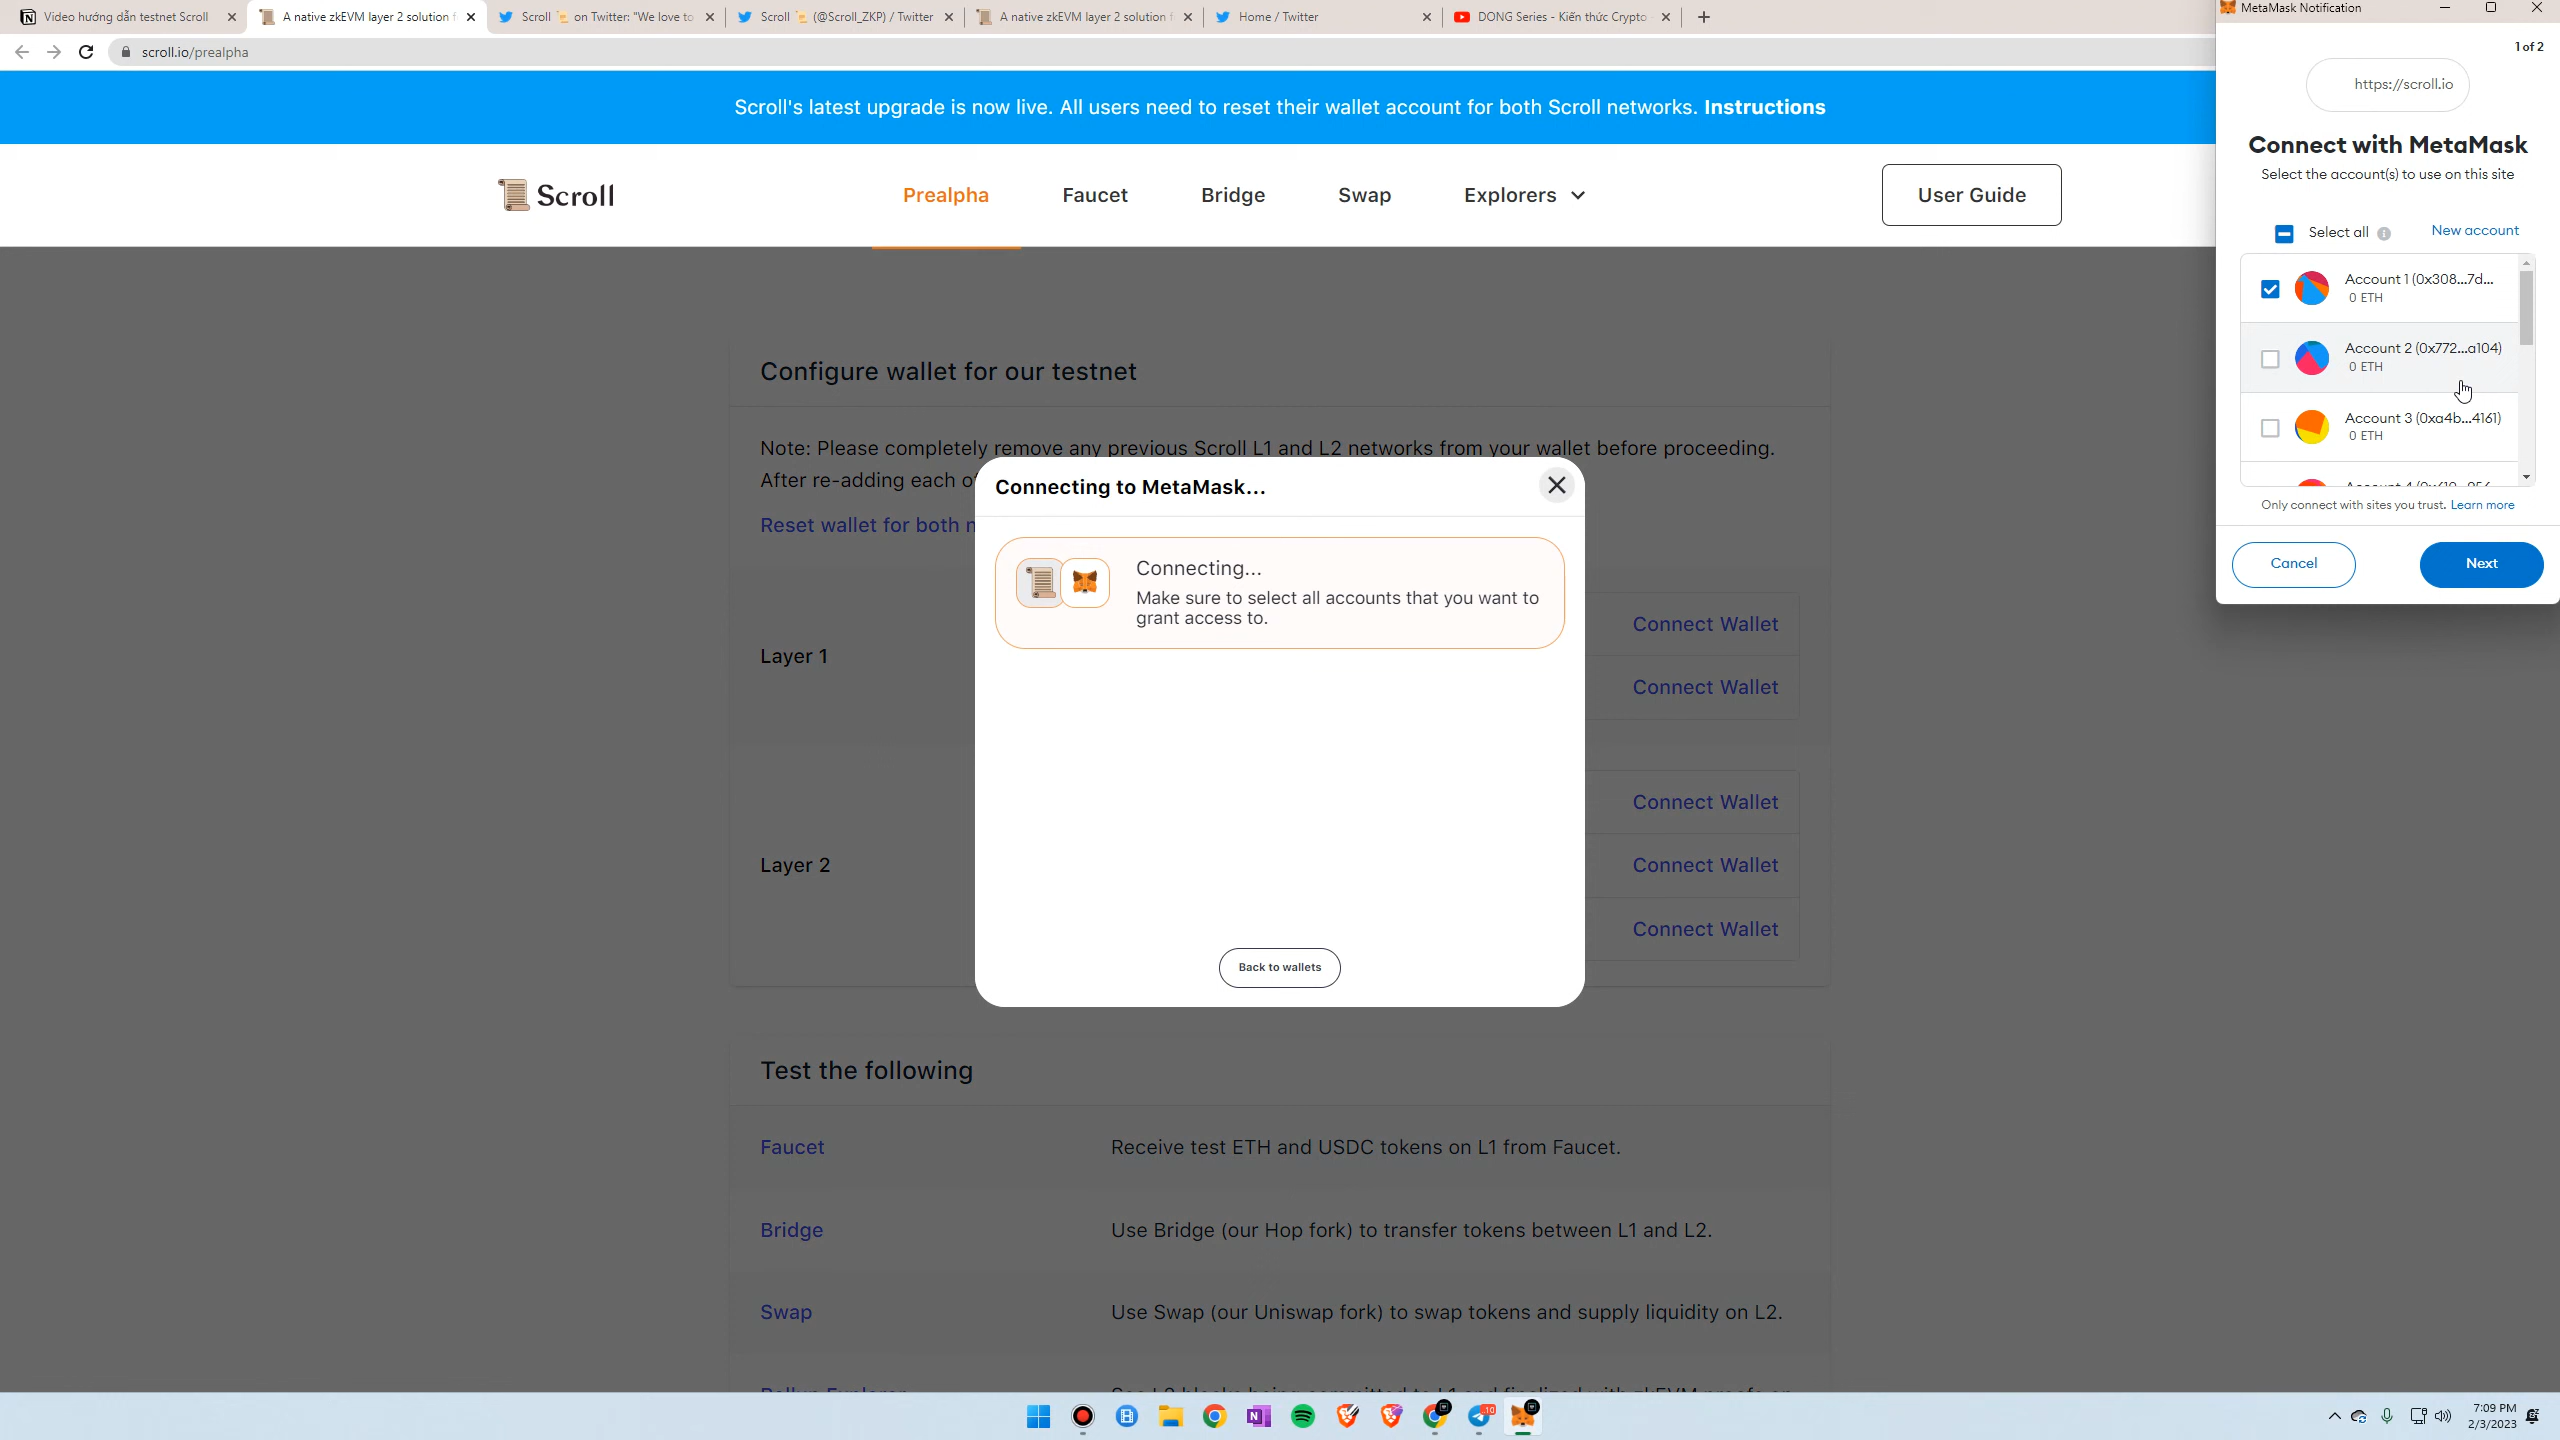 Video hướng dẫn testnet Scroll
A native zkEVM layer 2 solution f
Scroll 📜 on Twitter: "We love to
Scroll 📜 (@Scroll_ZKP) / Twitter
A native zkEVM layer 2 solution f
Home / Twitter
DONG Series - Kiến thức Crypto
scroll.io/prealpha
Scroll's latest upgrade is now live. All users need to reset their wallet account for both Scroll networks. Instructions
Scroll
Prealpha
Faucet
Bridge
Swap
Explorers
User Guide
Configure wallet for our testnet
Note: Please completely remove any previous Scroll L1 and L2 networks from your wallet before proceeding.
After re-adding each o
Reset wallet for both n
Layer 1
Connect Wallet
Connect Wallet
Layer 2
Connect Wallet
Connect Wallet
Connect Wallet
Connecting to MetaMask...
Connecting...
Make sure to select all accounts that you want to
grant access to.
Back to wallets
Test the following
Faucet
Receive test ETH and USDC tokens on L1 from Faucet.
Bridge
Use Bridge (our Hop fork) to transfer tokens between L1 and L2.
Swap
Use Swap (our Uniswap fork) to swap tokens and supply liquidity on L2.
MetaMask Notification
1 of 2
https://scroll.io
Connect with MetaMask
Select the account(s) to use on this site
Select all
New account
Account 1 (0x308...7d...
0 ETH
Account 2 (0x772...a104)
0 ETH
Account 3 (0xa4b...4161)
0 ETH
Only connect with sites you trust. Learn more
Cancel
Next
10
7:09 PM
2/3/2023